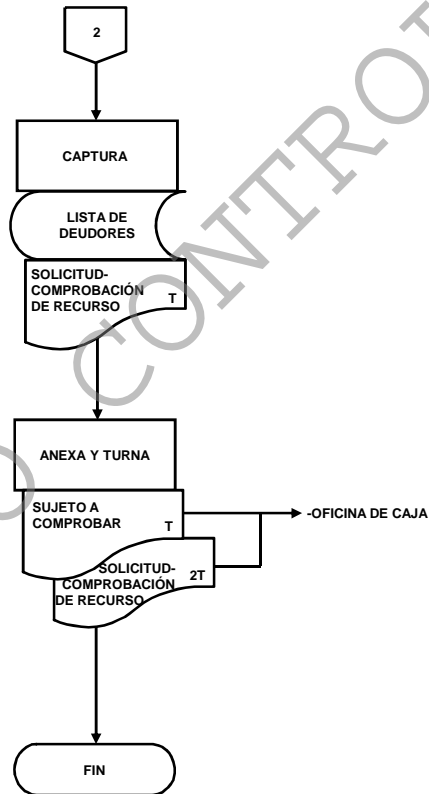 2
CAPTURA
LISTA DE
DEUDORES
SOLICITUD-
COMPROBACIÓN
DE RECURSO
T
ANEXA Y TURNA
SUJETO A
COMPROBAR
T
-OFICINA DE CAJA
SOLICITUD-
COMPROBACIÓN
DE RECURSO
2T
FIN
O CONTRO